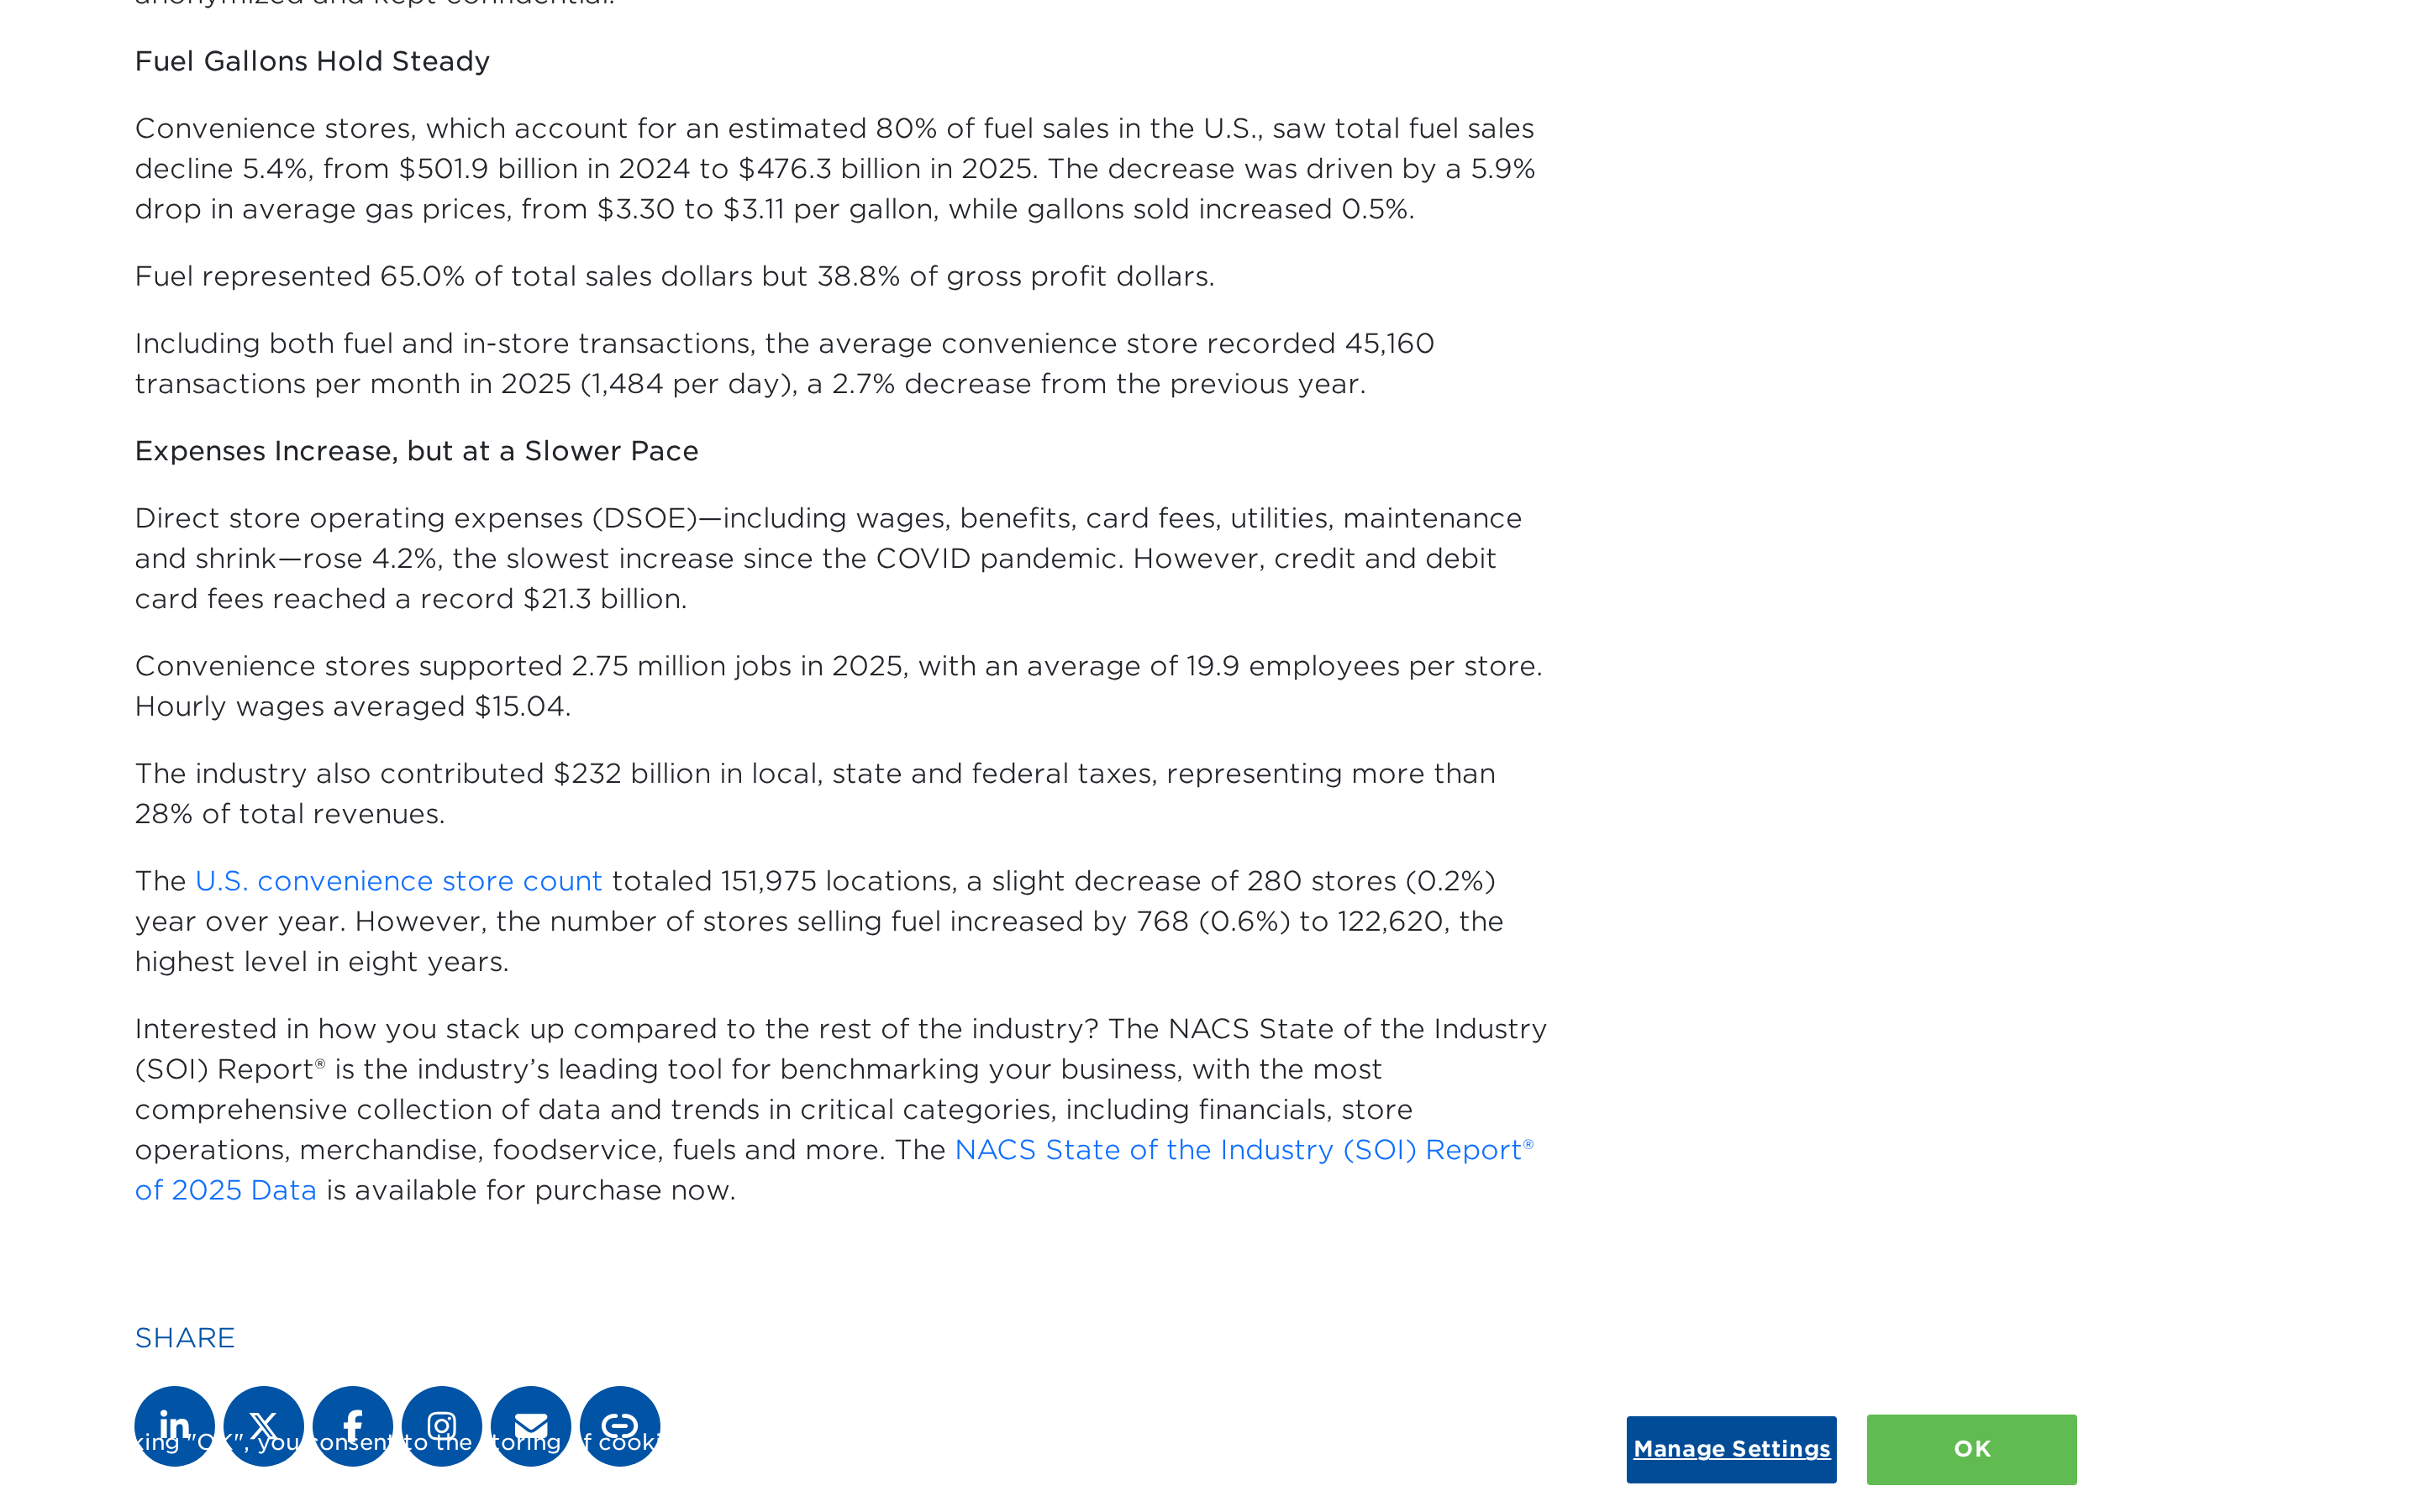 anonymized and kept confidential.
Fuel Gallons Hold Steady
Convenience stores, which account for an estimated 80% of fuel sales in the U.S., saw total fuel sales
decline 5.4%, from $501.9 billion in 2024 to $476.3 billion in 2025. The decrease was driven by a 5.9%
drop in average gas prices, from $3.30 to $3.11 per gallon, while gallons sold increased 0.5%.
Fuel represented 65.0% of total sales dollars but 38.8% of gross profit dollars.
Including both fuel and in-store transactions, the average convenience store recorded 45,160
transactions per month in 2025 (1,484 per day), a 2.7% decrease from the previous year.
Expenses Increase, but at a Slower Pace
Direct store operating expenses (DSOE)—including wages, benefits, card fees, utilities, maintenance
and shrink—rose 4.2%, the slowest increase since the COVID pandemic. However, credit and debit
card fees reached a record $21.3 billion.
Convenience stores supported 2.75 million jobs in 2025, with an average of 19.9 employees per store.
Hourly wages averaged $15.04.
The industry also contributed $232 billion in local, state and federal taxes, representing more than
28% of total revenues.
The U.S. convenience store count totaled 151,975 locations, a slight decrease of 280 stores (0.2%)
year over year. However, the number of stores selling fuel increased by 768 (0.6%) to 122,620, the
highest level in eight years.
Interested in how you stack up compared to the rest of the industry? The NACS State of the Industry
(SOI) Report® is the industry’s leading tool for benchmarking your business, with the most
comprehensive collection of data and trends in critical categories, including financials, store
operations, merchandise, foodservice, fuels and more. The NACS State of the Industry (SOI) Report®
of 2025 Data is available for purchase now.
SHARE
king "OK", you consent to the storing of cooki
Manage Settings
OK